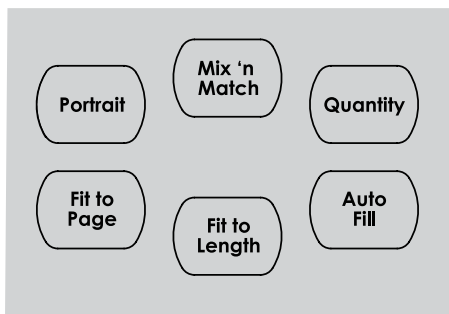 Portrait
Mix ‘n
Match
Quantity
Fit to
Page
Fit to
Length
Auto
Fill